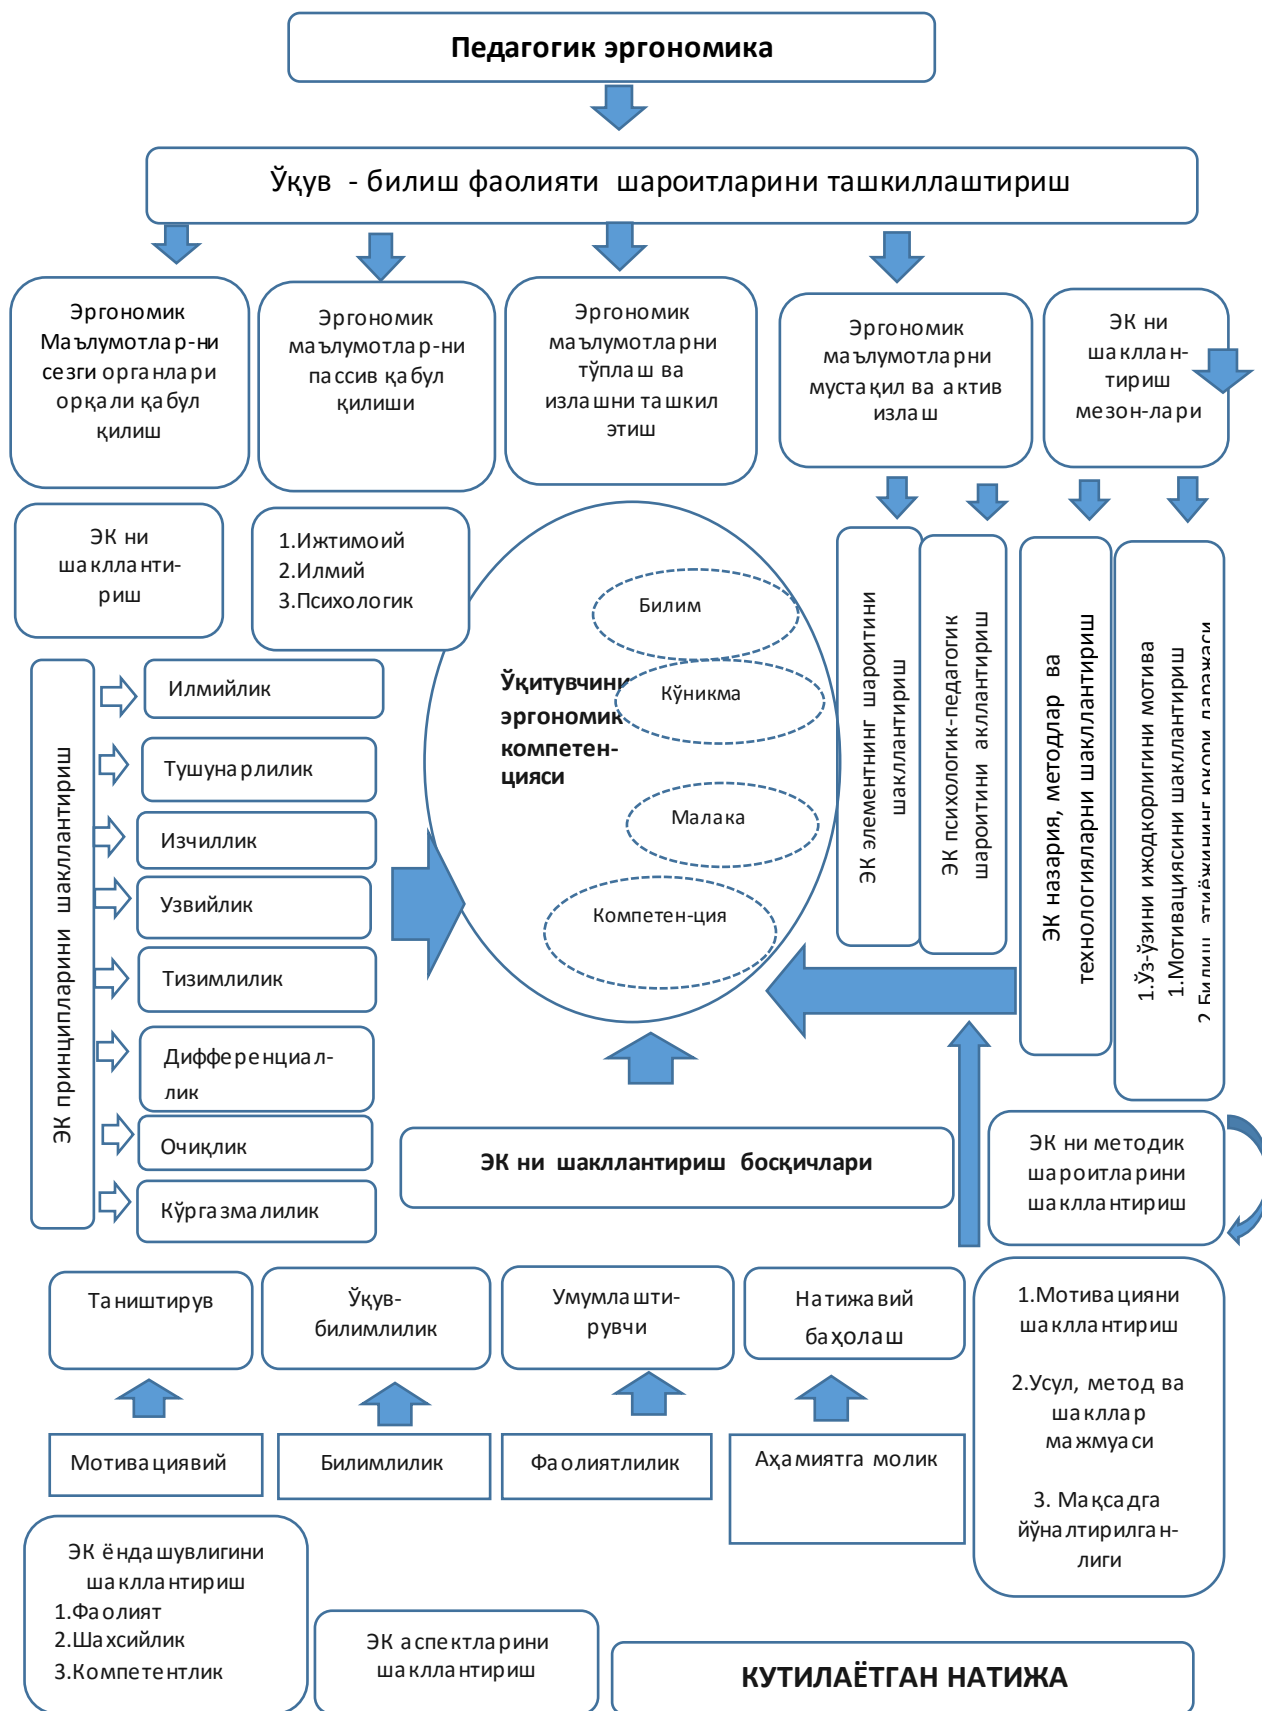 Педагогик эргономика
Ўқув - билиш фаолияти шароитларини ташкиллаштириш
Эргономик
Маълумотлар-ни
сезги органлари
орқали қабул
қилиш
Эргономик
маълумотлар-ни
пассив қабул
қилиши
Эргономик
маълумотларни
тўплаш ва
излашни ташкил
этиш
Эргономик
маълумотларни
мустақил ва актив
излаш
ЭК ни
шакллан-
тириш
мезон-лари
ЭК ни
шакллантı-
риш
1.Ижтимоий
2.Илмий
3.Психологик
Ўқитувчини
эргономик
компетен-
цияси
Билим
Кўникма
Малака
Компетен-ция
ЭК элементнинг шароитини
шакллантириш
ЭК психологик-педагогик
шароитини акллантириш
ЭК назария, методлар ва
технологияларни шакллантириш
1.Ўз-ўзини ижодкорлигини мотива
1.Мотивациясини шакллантириш
2.Билиш этиёжининг юқори даражаси
ЭК принципларини шакллантириш
Илмийлик
Тушунарлилик
Изчиллик
Узвийлик
Тизимлилик
Дифференциал-
лик
Очиқлик
Кўргазмалилик
ЭК ни шакллантириш босқичлари
ЭК ни методик
шароитларини
шакллантириш
Таништирув
Ўқув-
билимлилик
Умумлашти-
рувчи
Натижавий
баҳолаш
1.Мотивацияни
шакллантириш
2.Усул, метод ва
шакллар
мажмуаси
3. Мақсадга
йўналтирилган-
лиги
Мотивациявий
Билимлилик
Фаолиятлилик
Аҳамиятга молик
ЭК ёндашувлигини
шакллантириш
1.Фаолият
2.Шахсийлик
3.Компетентлик
ЭК аспектларини
шакллантириш
КУТИЛАЁТГАН НАТИЖА